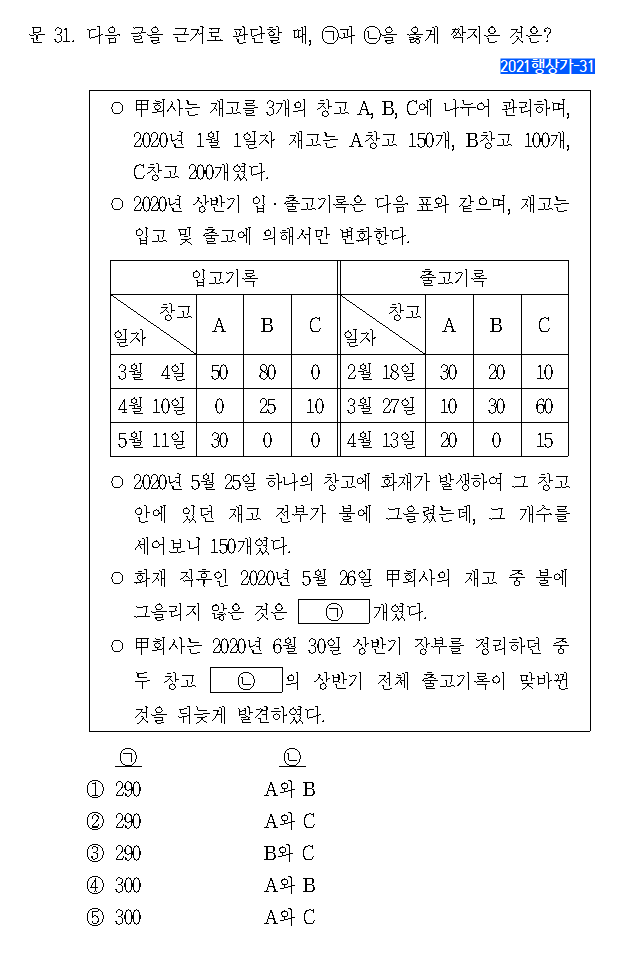 문 31. 다음 글을 근거로 판단할 때, ㉠과 ㉡을 옳게 짝지은 것은?
2021행상가-31
○ 甲회사는 재고를 3개의 창고 A, B, C에 나누어 관리하며,
2020년 1월 1일자 재고는 A창고 150개, B창고 100개,
C창고 200개였다.
○ 2020년 상반기 입·출고기록은 다음 표와 같으며, 재고는
입고 및 출고에 의해서만 변화한다.
입고기록 출고기록
창고 일자 A B C 창고 일자 A B C
3월 4일 50 80 0 2월 18일 30 20 10
4월 10일 0 25 10 3월 27일 10 30 60
5월 11일 30 0 0 4월 13일 20 0 15
○ 2020년 5월 25일 하나의 창고에 화재가 발생하여 그 창고
안에 있던 재고 전부가 불에 그을렸는데, 그 개수를
세어보니 150개였다.
○ 화재 직후인 2020년 5월 26일 甲회사의 재고 중 불에
그을리지 않은 것은 ㉠ 개였다.
○ 甲회사는 2020년 6월 30일 상반기 장부를 정리하던 중
두 창고 ㉡ 의 상반기 전체 출고기록이 맞바뀐
것을 뒤늦게 발견하였다.
㉠ ㉡
① 290 A와 B
② 290 A와 C
③ 290 B와 C
④ 300 A와 B
⑤ 300 A와 C